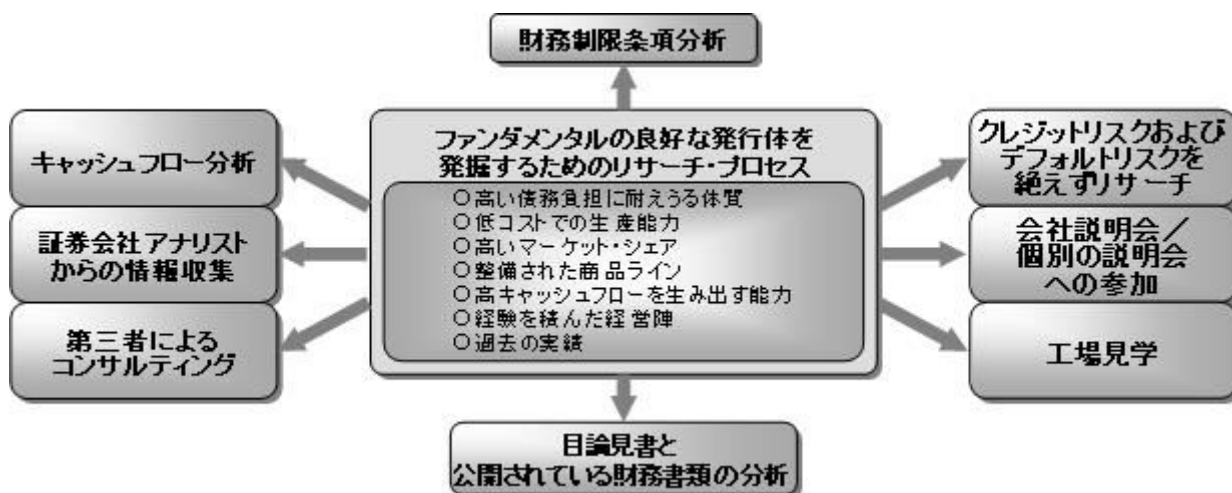 財務制限条項分析
キャッシュフロー分析
証券会社アナリスト
からの情報収集
第三者による
コンサルティング
ファンダメンタルの良好な発行体を
発掘するためのリサーチ・プロセス
○高い債務負担に耐えうる体質
○低コストでの生産能力
○高いマーケット・シェア
○整備された商品ライン
○高キャッシュフローを生み出す能力
○経験を積んだ経営陣
○過去の実績
クレジットリスクおよび
デフォルトリスクを
絶えずリサーチ
会社説明会／
個別の説明会
への参加
工場見学
目論見書と
公開されている財務書類の分析